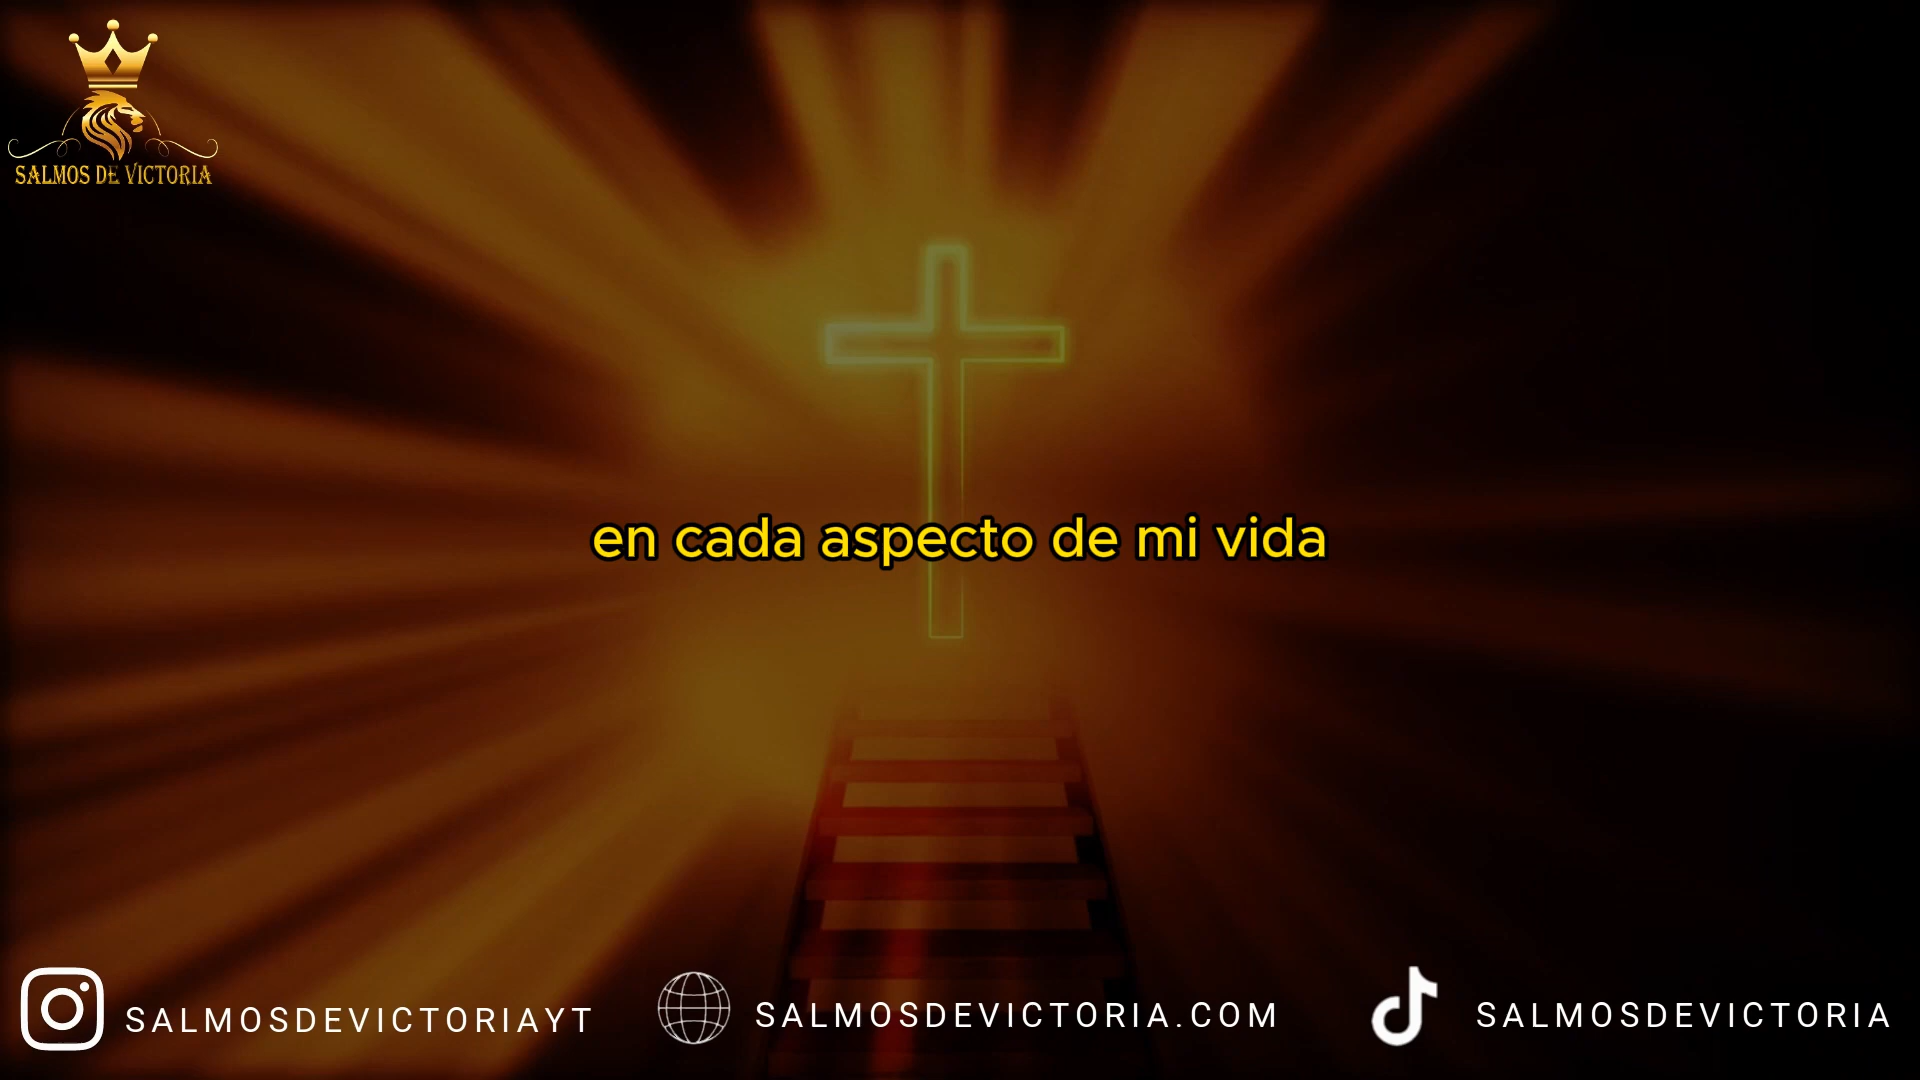 SALMOS DE VICTORIA
en cada aspecto de mi vida
SALMOSDEVICTORIAYT
SALMOSDEVICTORIA.COM
SALMOSDEVICTORIA